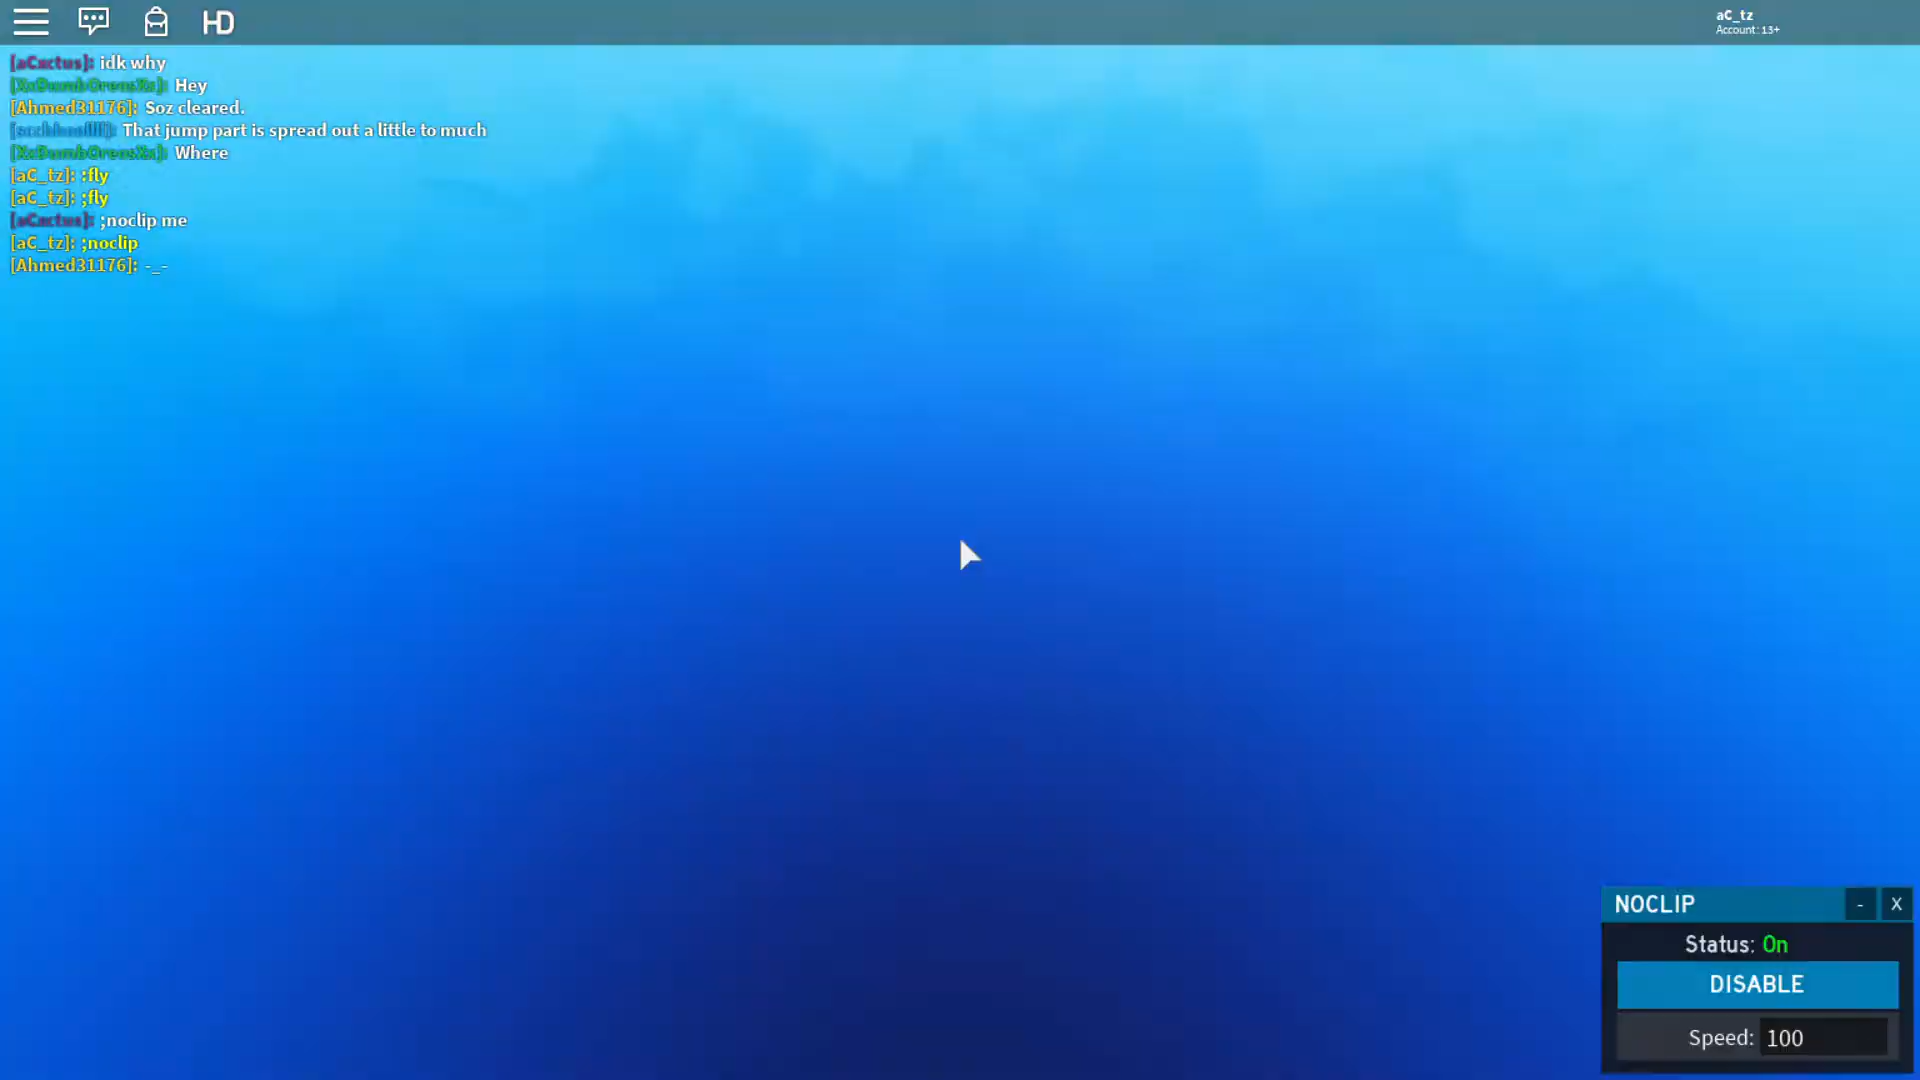 HD
aC_tz
Account: 13+
[aCactus]: idk why
Hey
[Ahmed31176]: Soz cleared.
That jump part is spread out a little to much
Where
[aC_tz]: :fly
[aC_tz]: ;fly
[aCactus]: ;noclip me
[aC_tz]: ;noclip
[Ahmed31176]: -_-
NOCLIP
- X
Status: On
DISABLE
Speed: 100